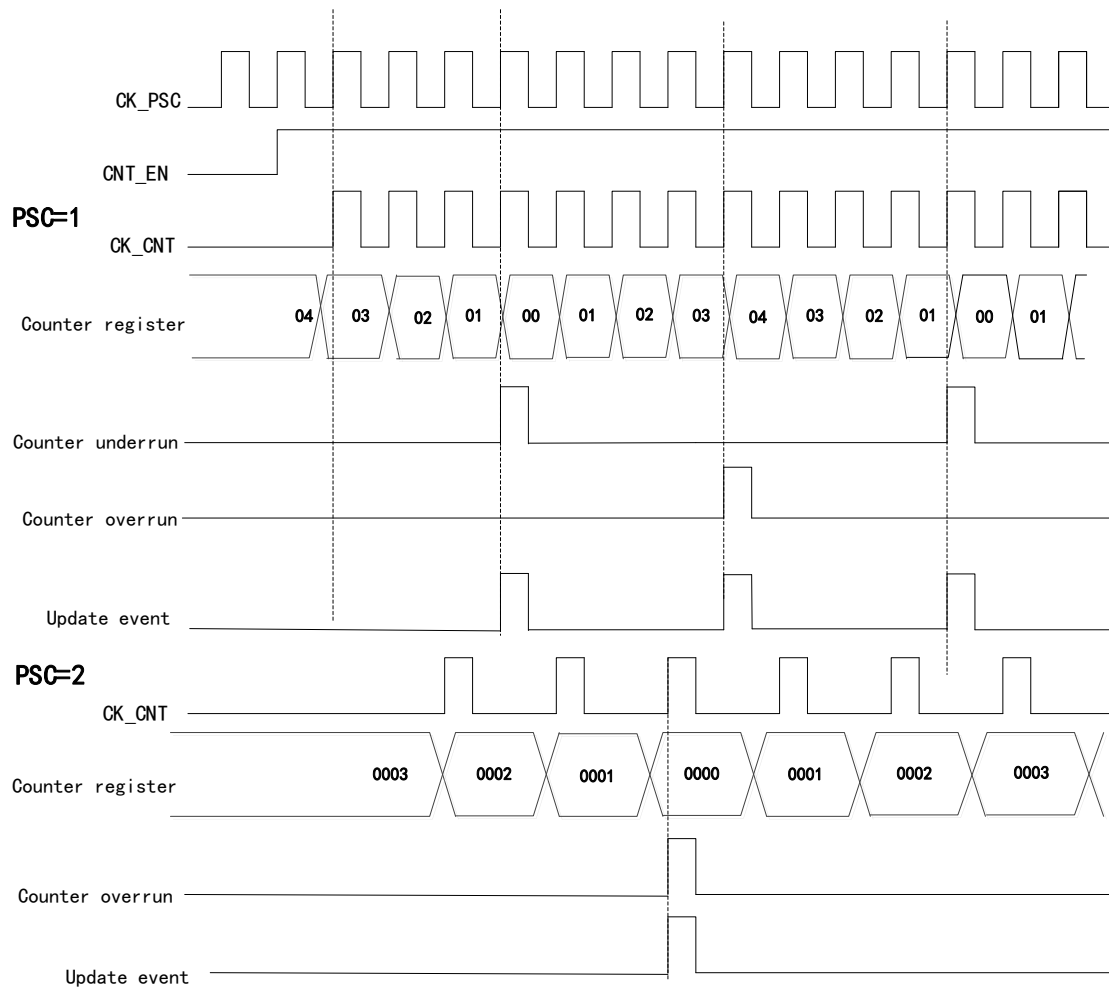 CK_PSC
CNT_EN
PSC=1
CK_CNT
Counter register 04 03 02 01 00 01 02 03 04 03 02 01 00 01
Counter underrun
Counter overrun
Update event
PSC=2
CK_CNT
Counter register 0003 0002 0001 0000 0001 0002 0003
Counter overrun
Update event